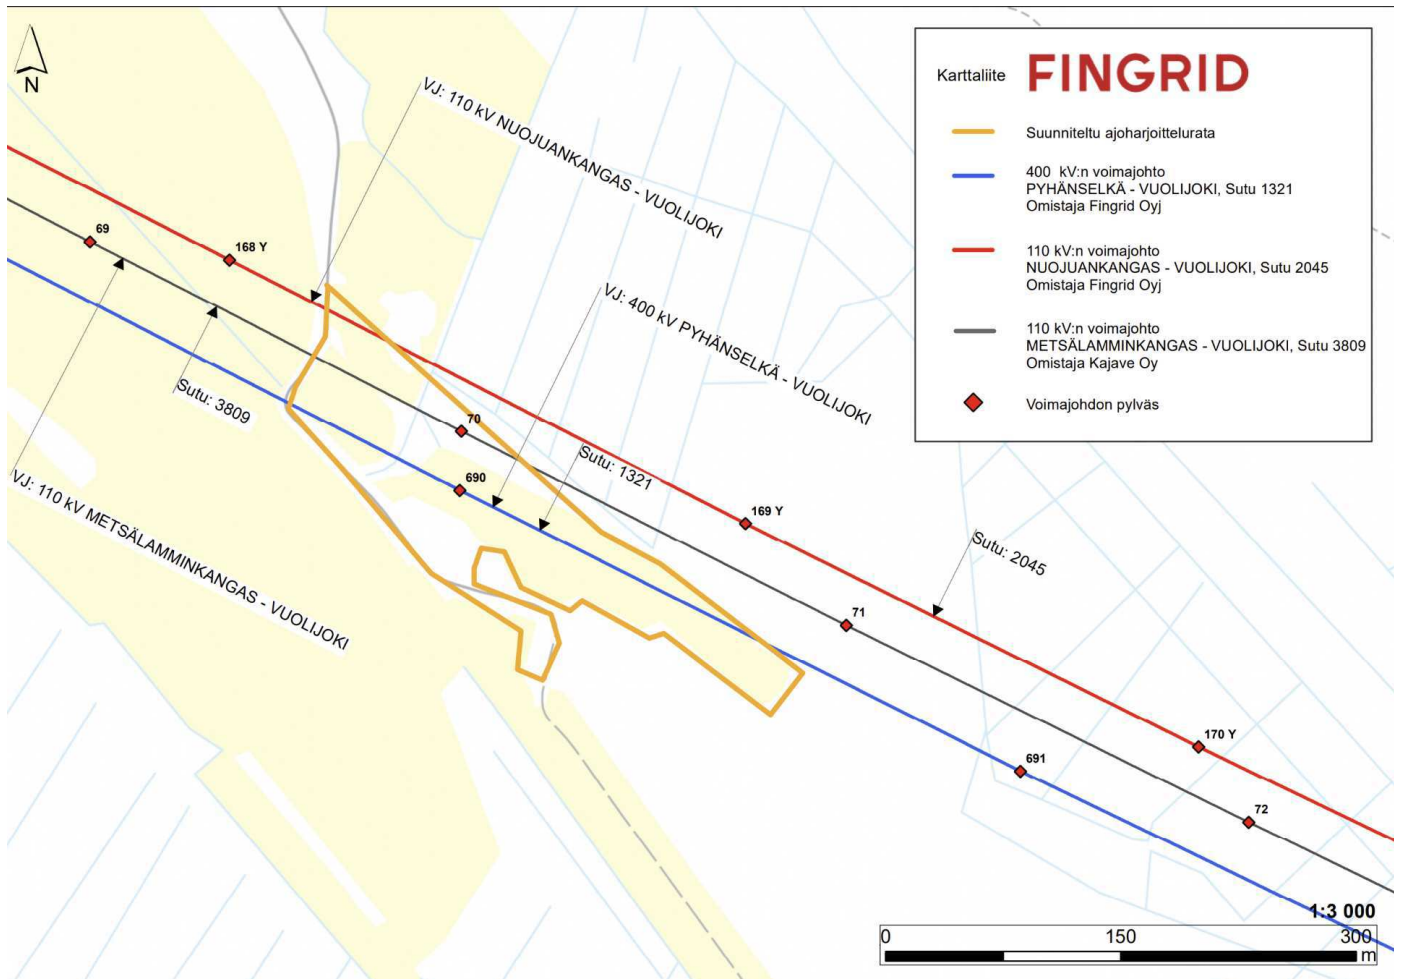 N
Karttaliite FINGRID
Suunniteltu ajoharjoittelurata
400 kV:n voimajohto
PYHÄNSELKÄ - VUOLIJOKI, Sutu 1321
Omistaja Fingrid Oyj
110 kV:n voimajohto
NUOJUANKANGAS - VUOLIJOKI, Sutu 2045
Omistaja Fingrid Oyj
110 kV:n voimajohto
METSÄLAMMINKANGAS - VUOLIJOKI, Sutu 3809
Omistaja Kajave Oy
Voimajohdon pylväs
VJ: 110 kV NUOJUANKANGAS - VUOLIJOKI
69
168 Y
VJ: 400 kV PYHÄNSELKÄ - VUOLIJOKI
Sutu: 3809
70
Sutu: 1321
VJ: 110 kV METSÄLAMMINKANGAS - VUOLIJOKI
690
169 Y
Sutu: 2045
71
170 Y
691
72
1:3 000
0 150 300
m